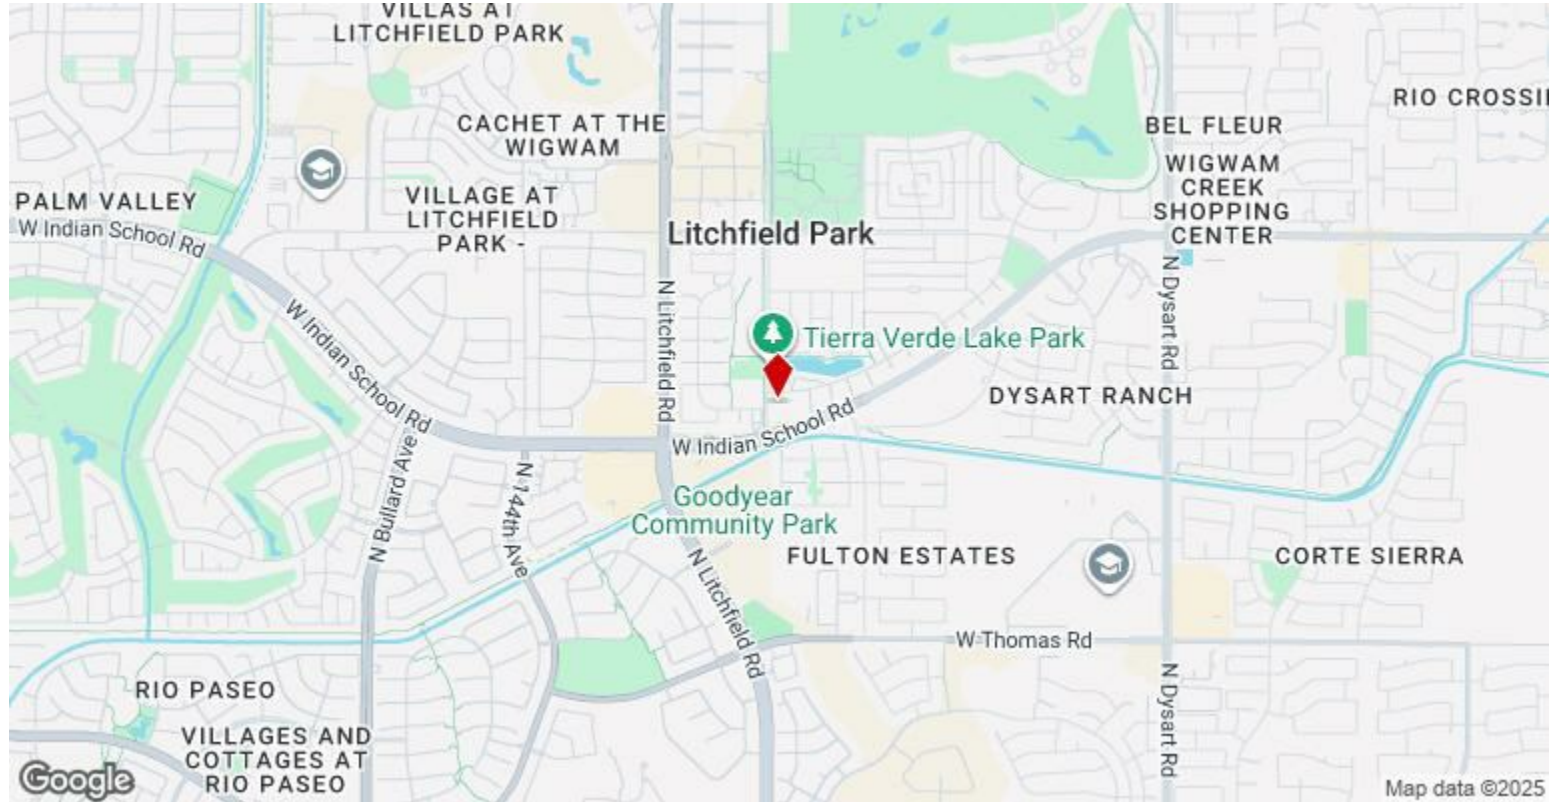 VILLAS AT
LITCHFIELD PARK
RIO CROSSI
CACHET AT THE
WIGWAM
BEL FLEUR
WIGWAM
CREEK
SHOPPING
CENTER
PALM VALLEY
W Indian School Rd
VILLAGE AT
LITCHFIELD
PARK -
Litchfield Park
N Litchfield Rd
N Dysart Rd
W Indian School Rd
Tierra Verde Lake Park
DYSART RANCH
W Indian School Rd
N Bullard Ave
N 144th Ave
Goodyear
Community Park
FULTON ESTATES
CORTE SIERRA
N Litchfield Rd
W Thomas Rd
N Dysart Rd
RIO PASEO
VILLAGES AND
COTTAGES AT
RIO PASEO
Google
Map data ©2025